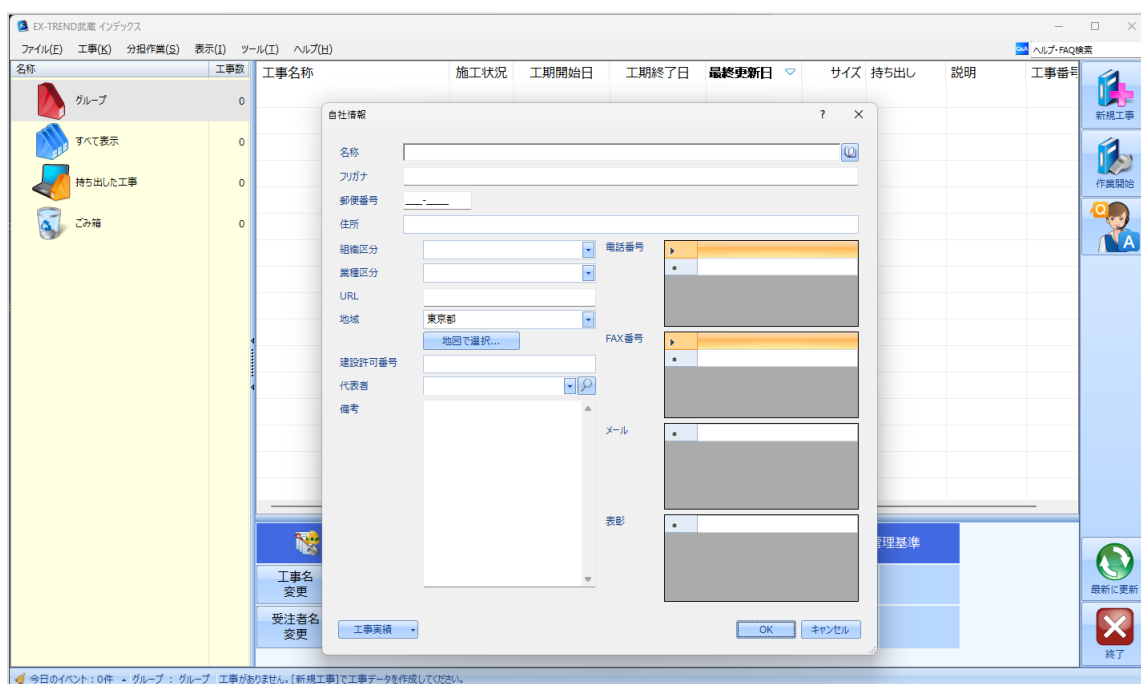 EX-TREND武蔵 インデックス
ファイル(F) 工事(K) 分担作業(S) 表示(I) ツール(T) ヘルプ(H)
Q&A ヘルプ・FAQ検索
名称 工事数
工事名称 施工状況 工期開始日 工期終了日 最終更新日 サイズ 持ち出し 説明 工事番号
グループ 0
すべて表示 0
持ち出した工事 0
ごみ箱 0
新規工事
作業開始
Q A
自社情報 ?
名称
フリガナ
郵便番号 ___-____
住所
組織区分
電話番号
業種区分
URL
地域 東京都
地図で選択...
FAX番号
建設許可番号
代表者
備考
メール
表彰
管理基準
工事名
変更
受注者名
変更
工事実績
OK キャンセル
最新に更新
終了
今日のイベント：0件 グループ ： グループ 工事がありません。[新規工事]で工事データを作成してください。